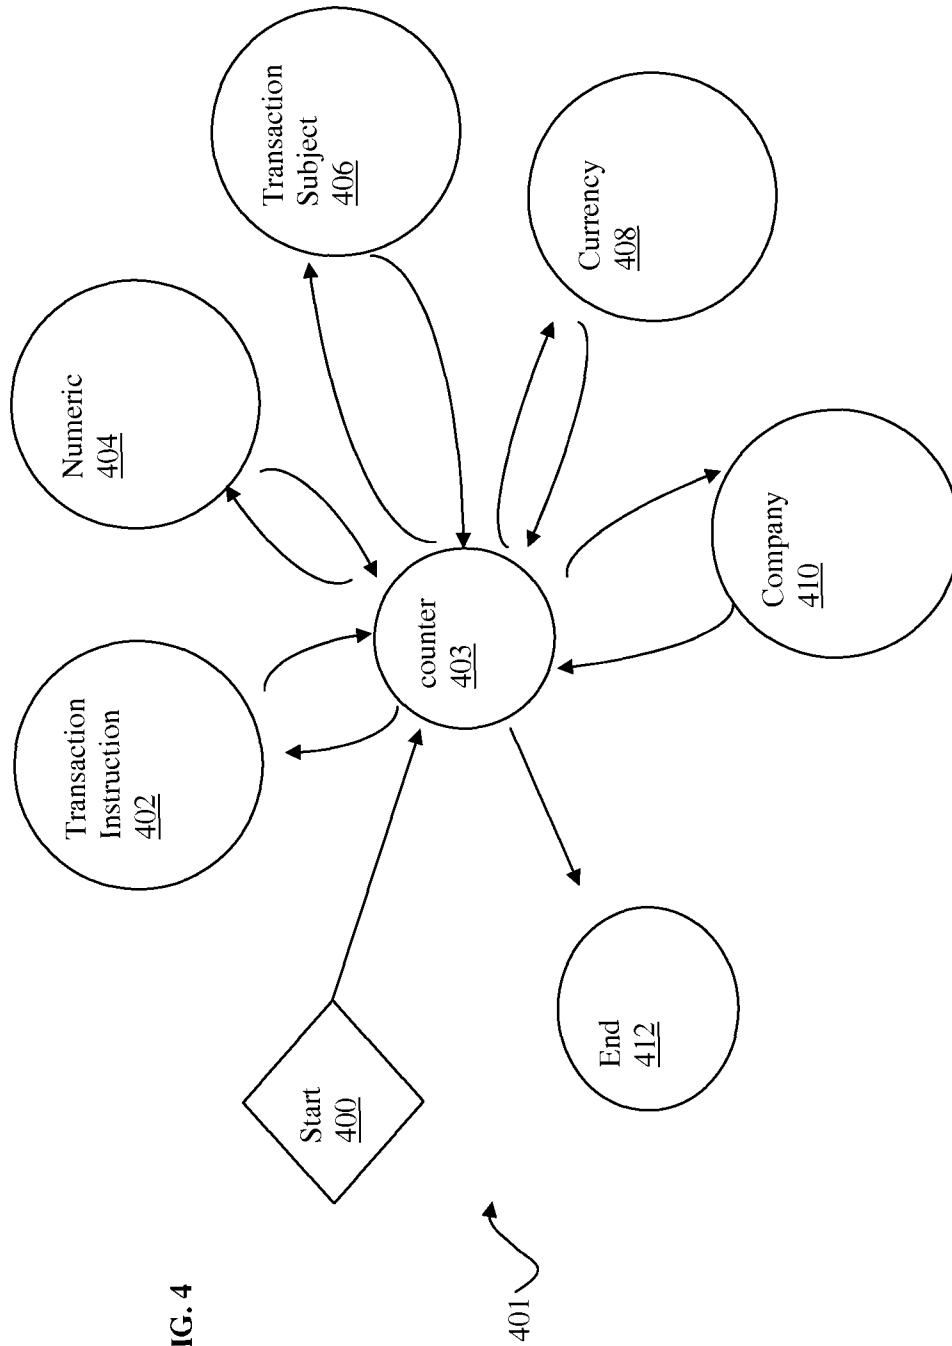 IG. 4
401
Start
400
Transaction
Instruction
402
Numeric
404
Transaction
Subject
406
counter
403
Currency
408
Company
410
End
412